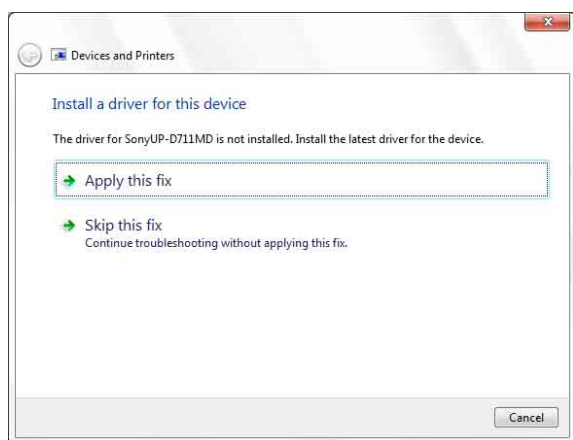 Devices and Printers
Install a driver for this device
The driver for SonyUP-D711MD is not installed. Install the latest driver for the device.
Apply this fix
Skip this fix
Continue troubleshooting without applying this fix.
Cancel